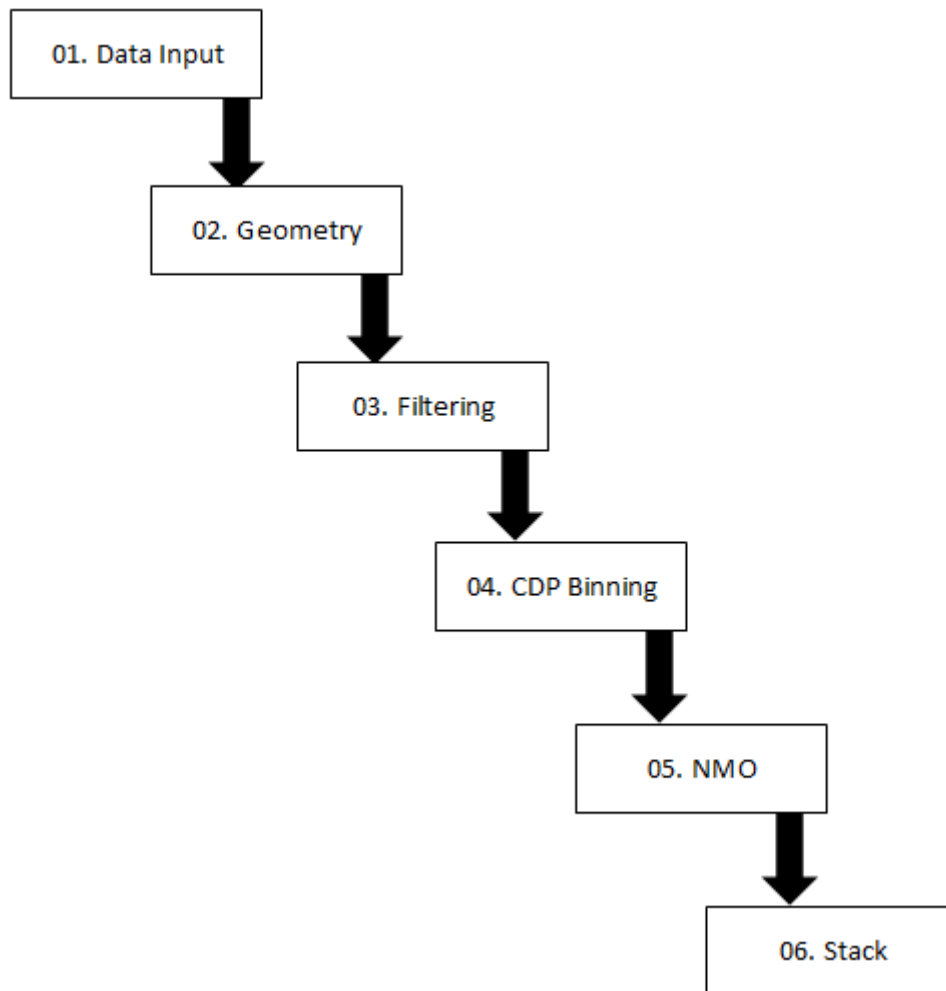 01. Data Input
02. Geometry
03. Filtering
04. CDP Binning
05. NMO
06. Stack